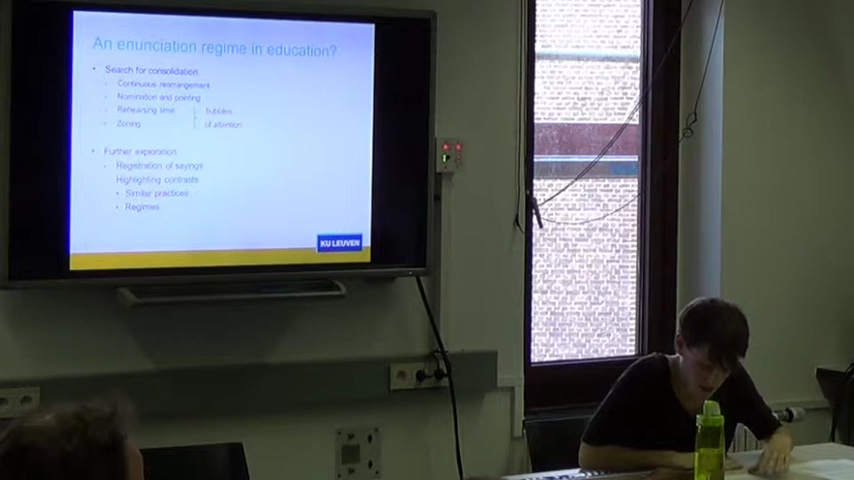 An enunciation regime in education?
• Search for consolidation
- Continuous rearrangement
- Nomination and pointing
- Rehearsing time bubbles
- Zoning of attention
• Further exploration
- Registration of sayings
Highlighting contrasts
• Similar practices
• Regimes
KU LEUVEN